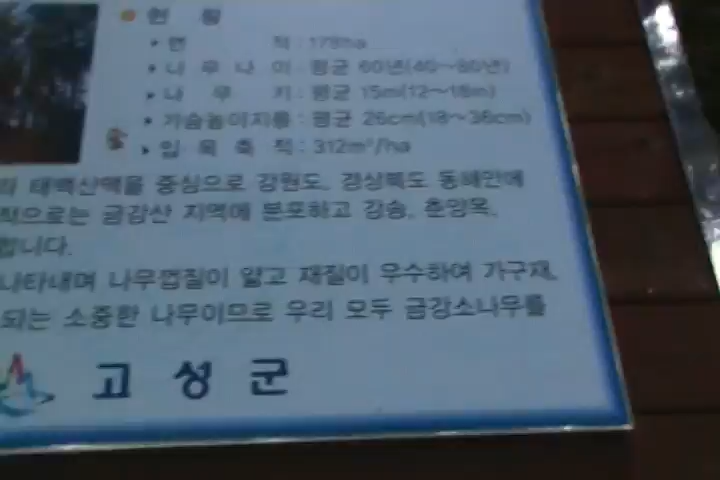 현 황
면 적 : 179ha
나 무 나 이 : 평균 60년(40~80년)
나 무 키 : 평균 15m(12~18m)
가슴높이지름 : 평균 26cm(18~36cm)
입 목 축 적 : 312m³/ha
태백산맥을 중심으로 강원도, 경상북도 동해안에
적으로는 금강산 지역에 분포하고 강송, 춘양목,
합니다.
나타내며 나무껍질이 얇고 재질이 우수하여 가구재,
되는 소중한 나무이므로 우리 모두 금강소나무를
고 성 군